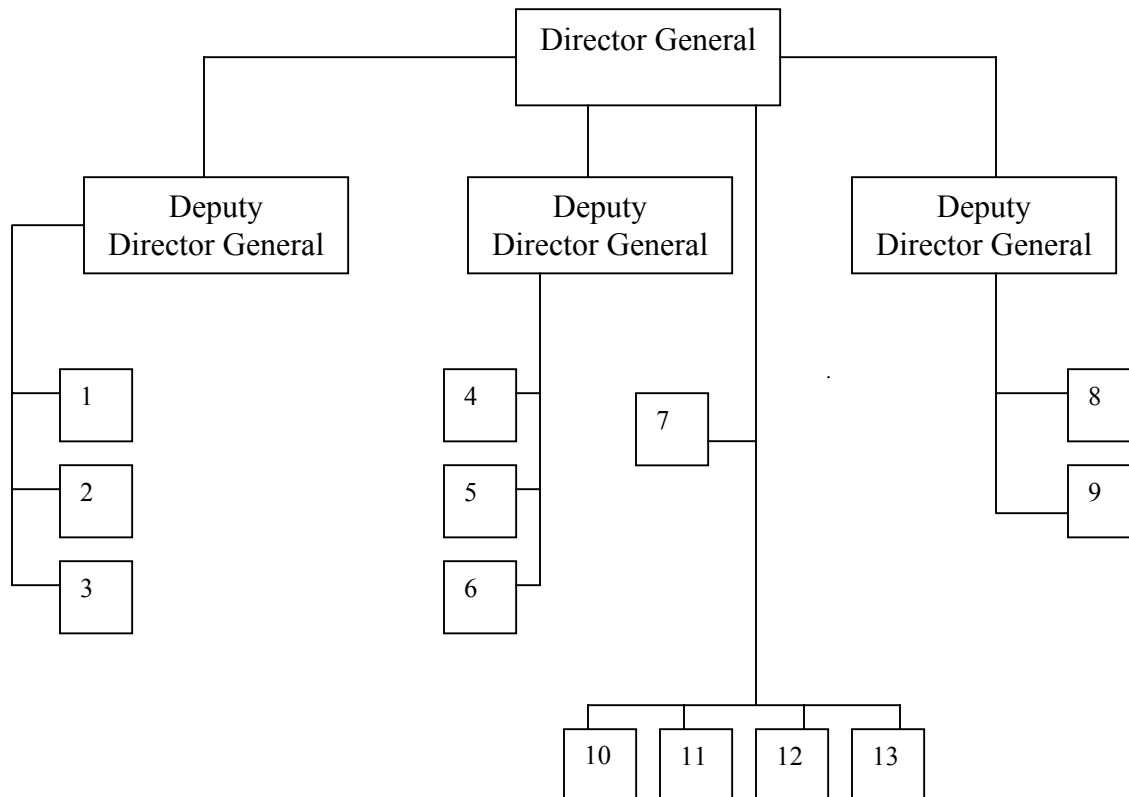 Director General
Deputy
Director General
Deputy
Director General
Deputy
Director General
1
4
7
8
2
5
9
3
6
10
11
12
13